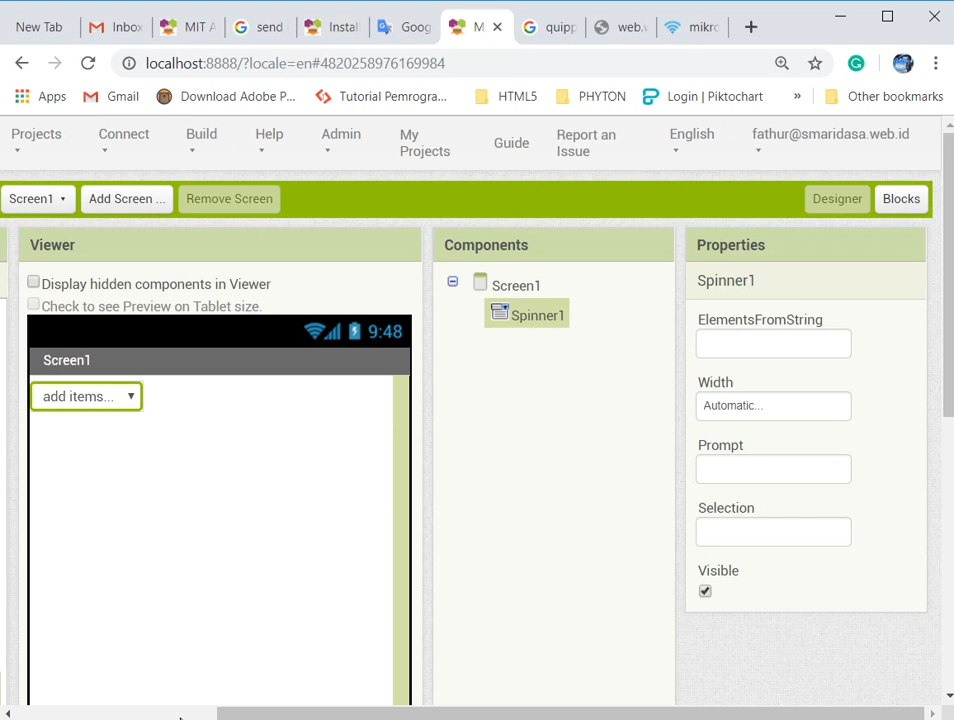 New Tab
Inbox
MIT A
send
Install
Goog
M
quipp
web.v
mikro
localhost:8888/?locale=en#4820258976169984
Apps
Gmail
Download Adobe P...
Tutorial Pemrogra...
HTML5
PHYTON
Login | Piktochart
»
Other bookmarks
Projects
Connect
Build
Help
Admin
My
Projects
Guide
Report an
Issue
English
fathur@smaridasa.web.id
Screen1
Add Screen ...
Remove Screen
Designer
Blocks
Viewer
Display hidden components in Viewer
Check to see Preview on Tablet size.
9:48
Screen1
add items...
Components
Screen1
Spinner1
Properties
Spinner1
ElementsFromString
Width
Automatic...
Prompt
Selection
Visible